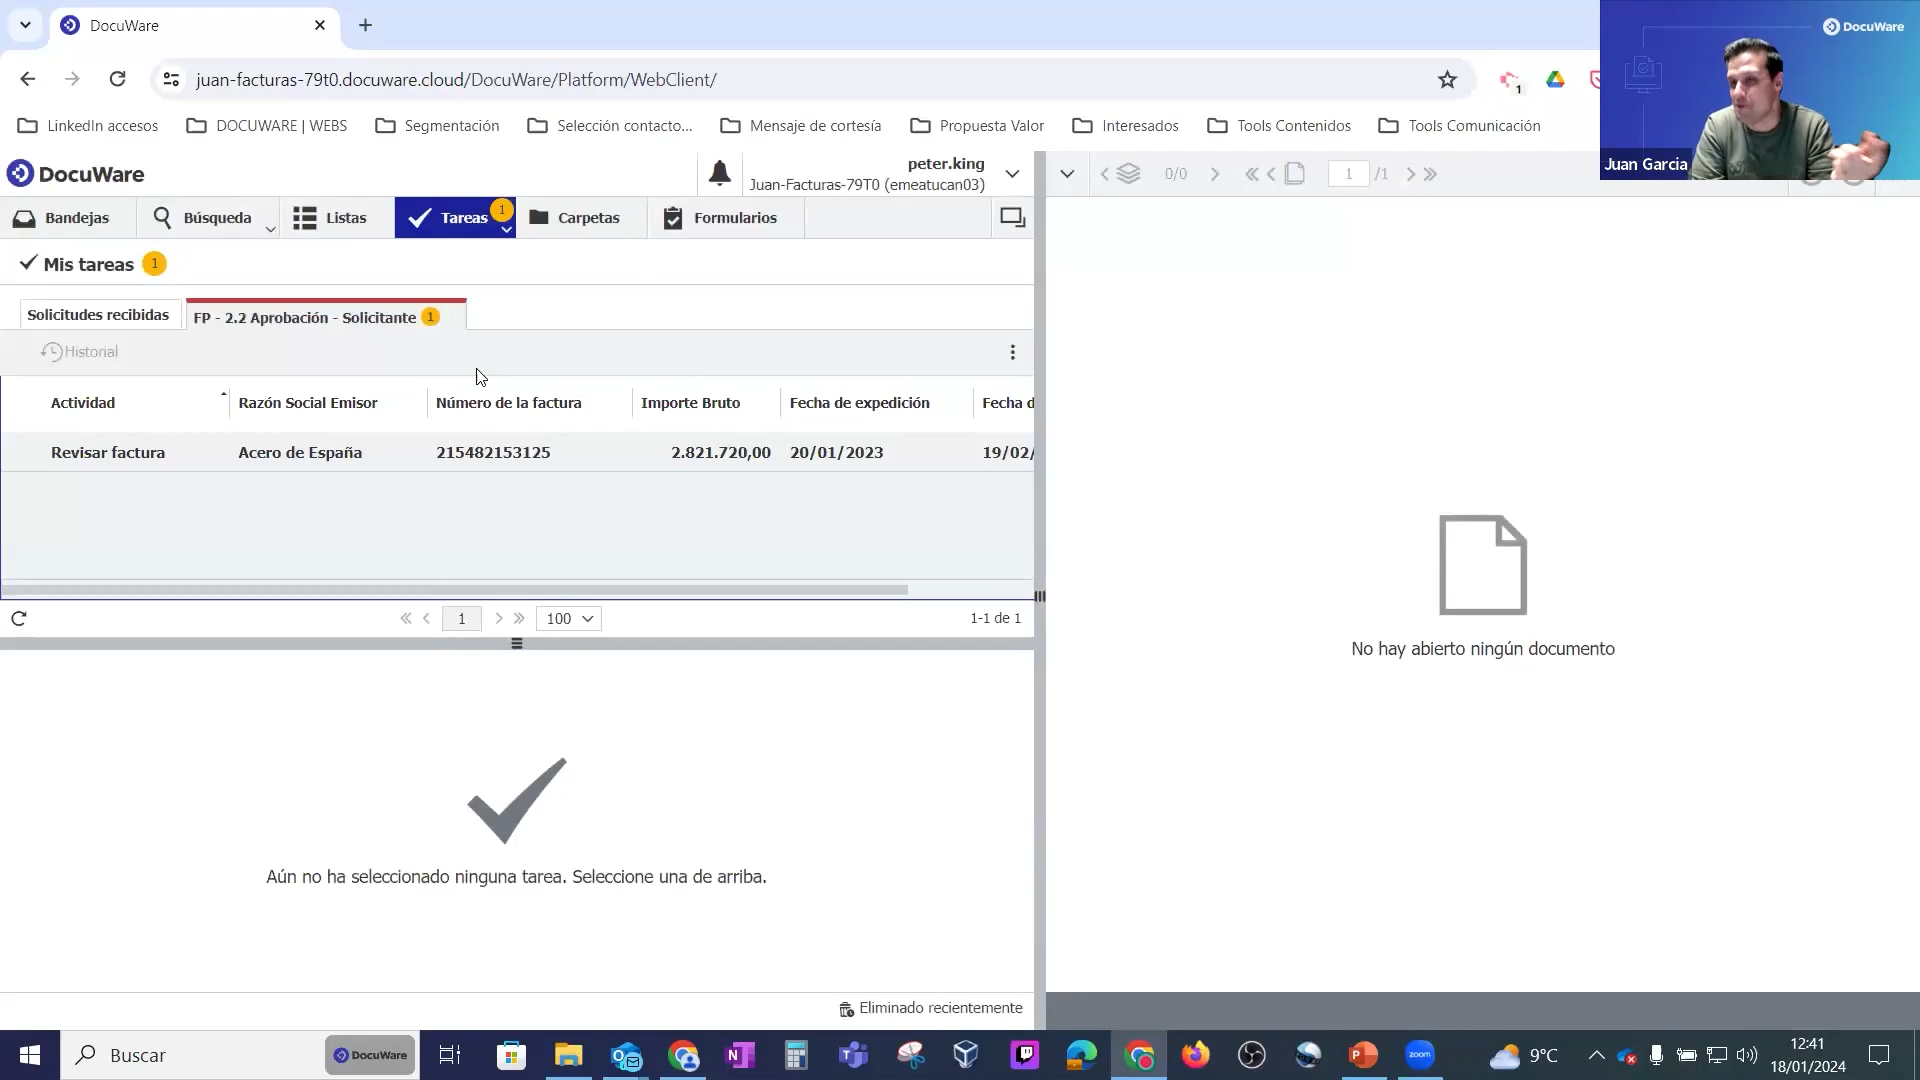 DocuWare
juan-facturas-79t0.docuware.cloud/DocuWare/Platform/WebClient/
1
LinkedIn accesos
DOCUWARE | WEBS
Segmentación
Selección contacto...
Mensaje de cortesía
Propuesta Valor
Interesados
Tools Contenidos
Tools Comunicación
DocuWare
Juan Garcia
DocuWare
peter.king
Juan-Facturas-79T0 (emeatucan03)
0/0
1 /1
Bandejas
Búsqueda
Listas
Tareas 1
Carpetas
Formularios
Mis tareas 1
Solicitudes recibidas
FP - 2.2 Aprobación - Solicitante 1
Historial
Actividad Razón Social Emisor Número de la factura Importe Bruto Fecha de expedición Fecha d
Revisar factura Acero de España 215482153125 2.821.720,00 20/01/2023 19/02/
1 100 1-1 de 1
No hay abierto ningún documento
Aún no ha seleccionado ninguna tarea. Seleccione una de arriba.
Eliminado recientemente
Buscar
DocuWare
zoom
9°C
12:41
18/01/2024